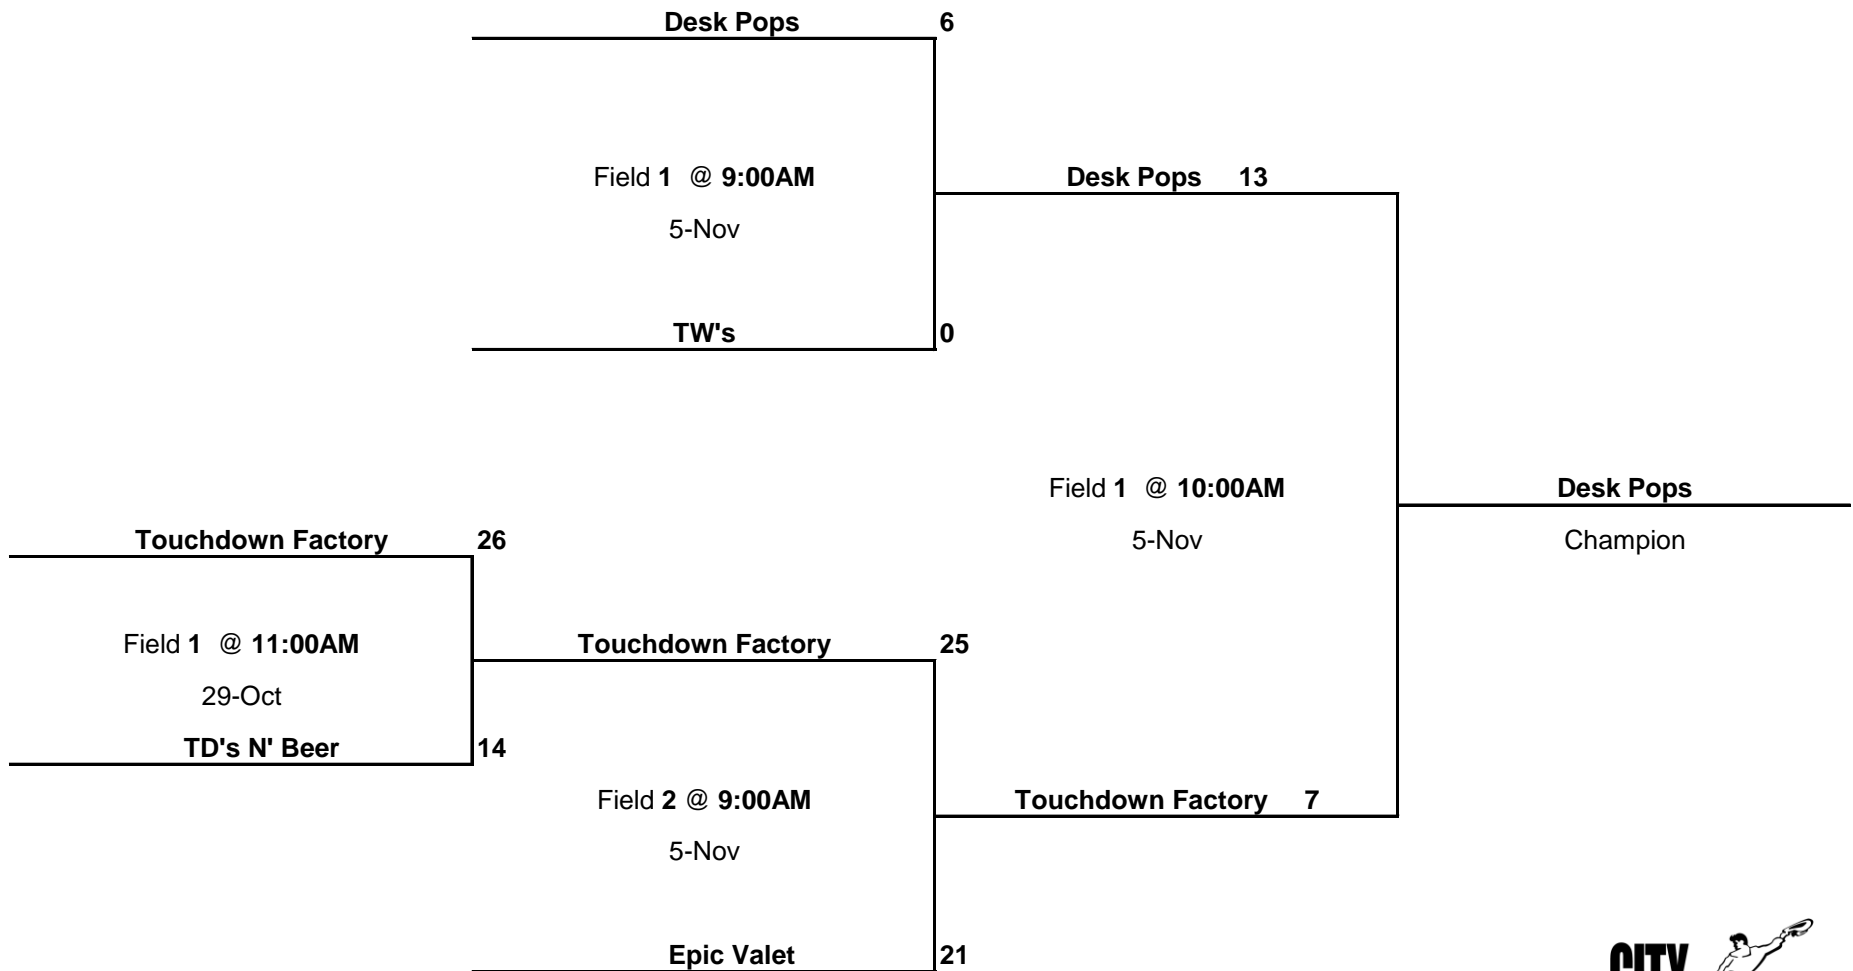 Desk Pops 6
Field 1 @ 9:00AM
Desk Pops 13
5-Nov
TW's 0
Field 1 @ 10:00AM
Desk Pops
Touchdown Factory 26
5-Nov
Champion
Field 1 @ 11:00AM
Touchdown Factory 25
29-Oct
TD's N' Beer 14
Field 2 @ 9:00AM
Touchdown Factory 7
5-Nov
Epic Valet 21
CITY